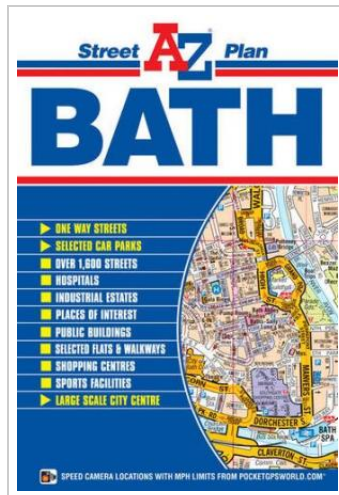 Street AZ Plan
BATH
ONE WAY STREETS
SELECTED CAR PARKS
OVER 1,600 STREETS
HOSPITALS
INDUSTRIAL ESTATES
PLACES OF INTEREST
PUBLIC BUILDINGS
SELECTED FLATS & WALKWAYS
SHOPPING CENTRES
SPORTS FACILITIES
LARGE SCALE CITY CENTRE
DORCHESTER S
MANVERS ST
BATH
SPA
CLAVERTON ST
SPEED CAMERA LOCATIONS WITH MPH LIMITS FROM POCKETGPSWORLD.COM